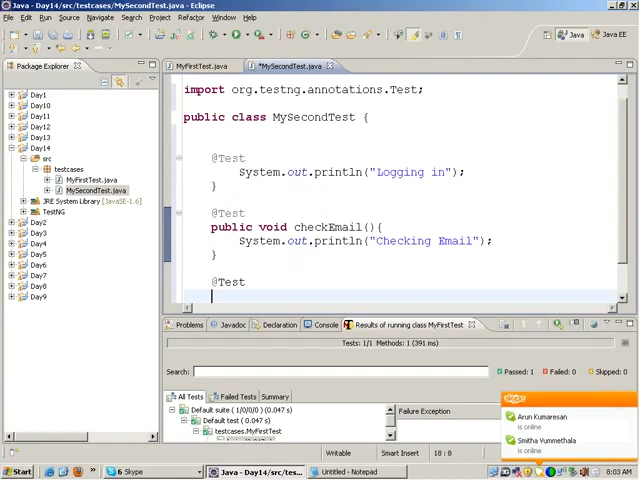 Java - Day14/src/testcases/MySecondTest.java - Eclipse
File Edit Run Source Navigate Search Project Refactor Window Help
Java Java EE
Package Explorer
MyFirstTest.java *MySecondTest.java
Day1
Day10
Day11
Day12
Day13
Day14
src
testcases
MyFirstTest.java
MySecondTest.java
JRE System Library [JavaSE-1.6]
TestNG
Day2
Day3
Day4
Day5
Day6
Day7
Day8
Day9
import org.testng.annotations.Test;
public class MySecondTest {
@Test
System.out.println("Logging in");
}
@Test
public void checkEmail(){
System.out.println("Checking Email");
}
@Test
Problems Javadoc Declaration Console Results of running class MyFirstTest
Tests: 1/1 Methods: 1 (391 ms)
Search: Passed: 1 Failed: 0 Skipped: 0
All Tests Failed Tests Summary
Default suite ( 1/0/0/0 ) (0.047 s)
Default test ( 0.047 s)
testcases.MyFirstTest
Failure Exception
skype
Arun Kumaresan
is online
Smitha Yummethala
is online
Writable Smart Insert 18 : 8
Start 6 Skype Java - Day14/src/tes... Untitled - Notepad 8:03 AM